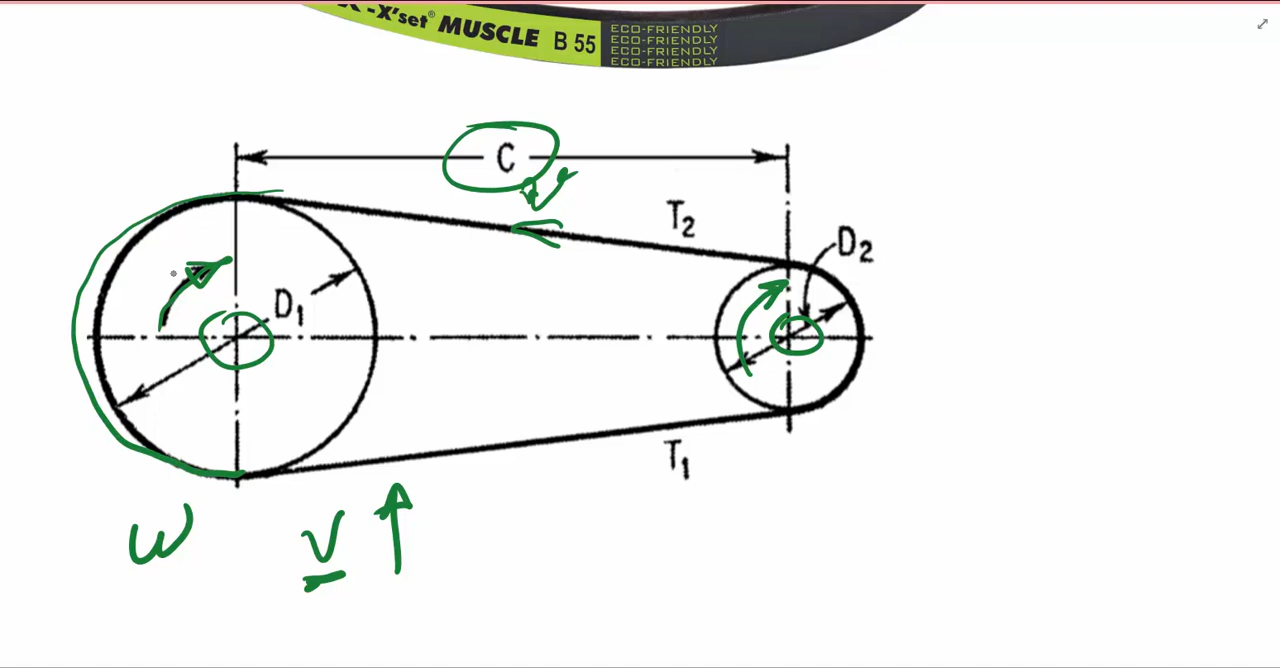 -X'set® MUSCLE B 55 ECO-FRIENDLY
ECO-FRIENDLY
ECO-FRIENDLY
ECO-FRIENDLY
C
T2
D2
D1
T1
ω V